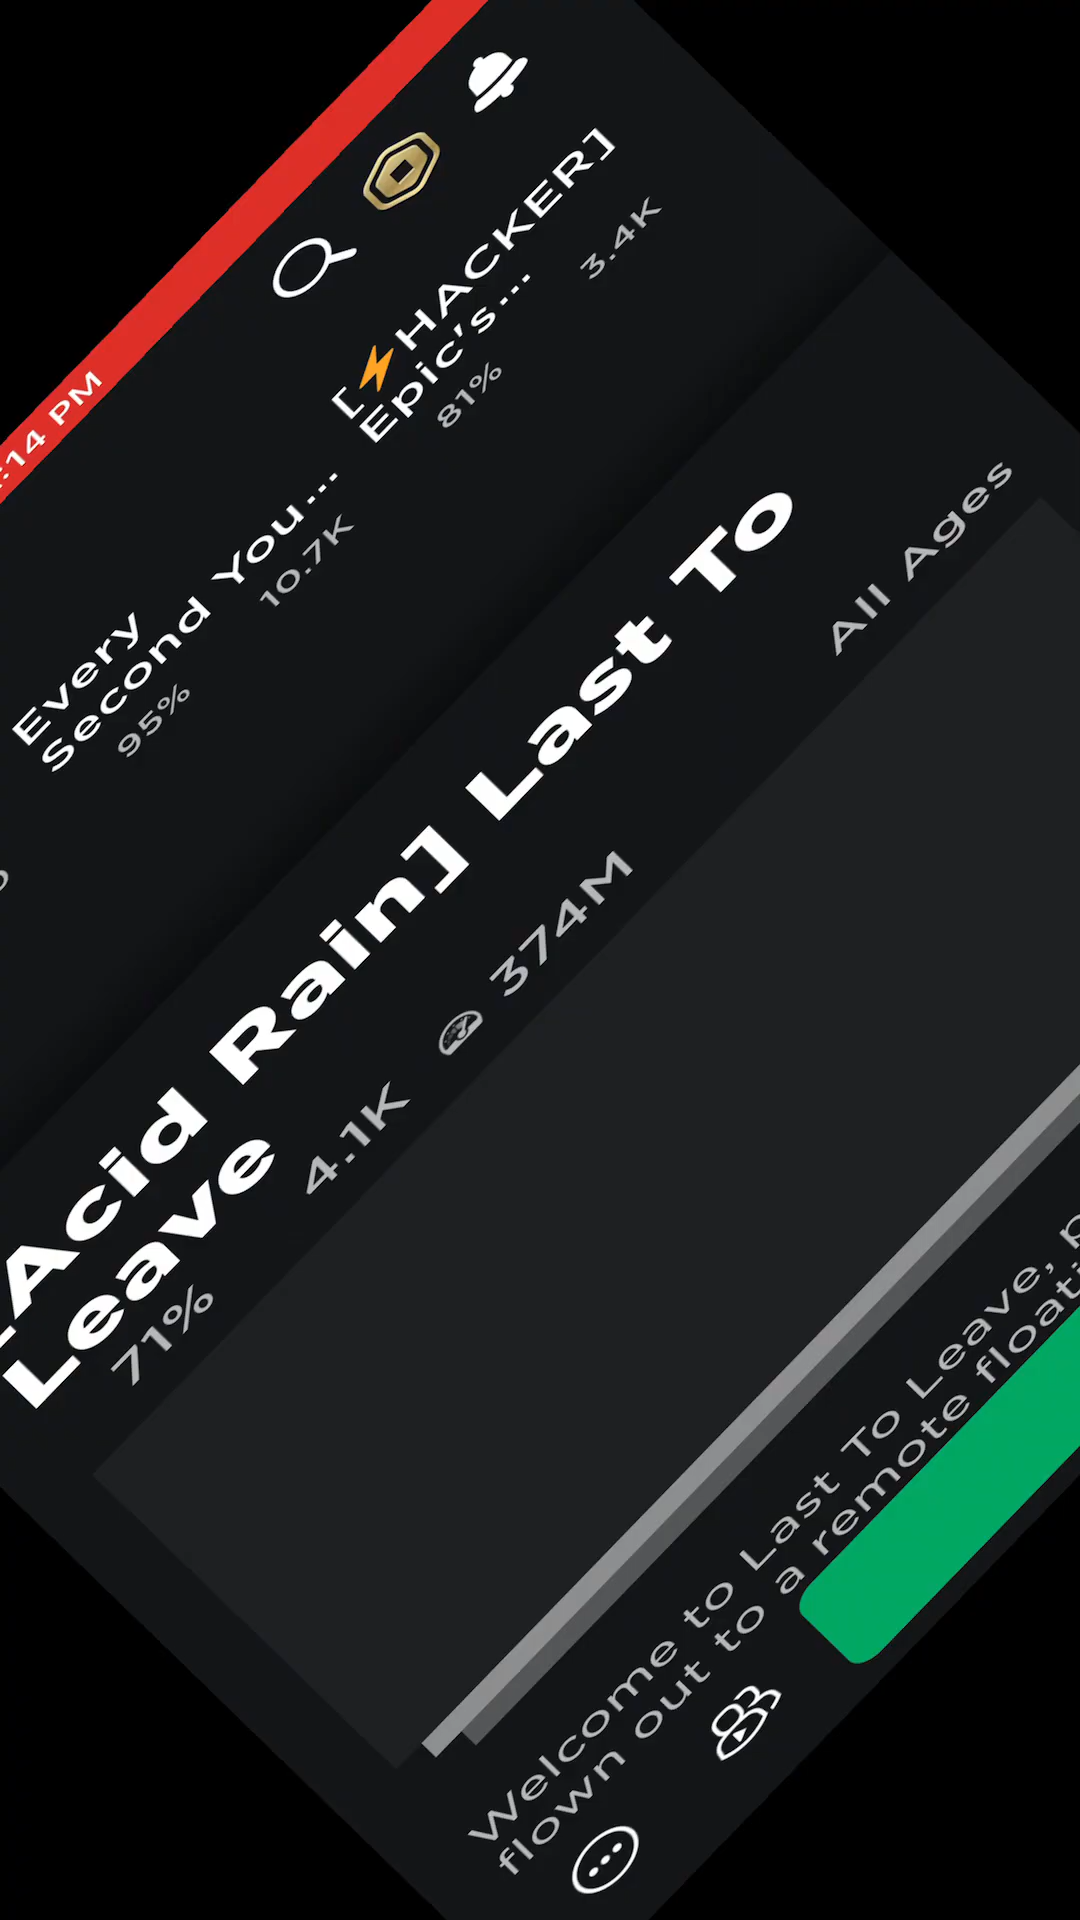 :14 PM
Every
Second You...
95%
10.7K
[⚡HACKER]
Epic's...
81%
3.4K
[Acid Rain] Last To
Leave
71%
4.1K
374M
All Ages
Welcome to Last To Leave,
flown out to a remote